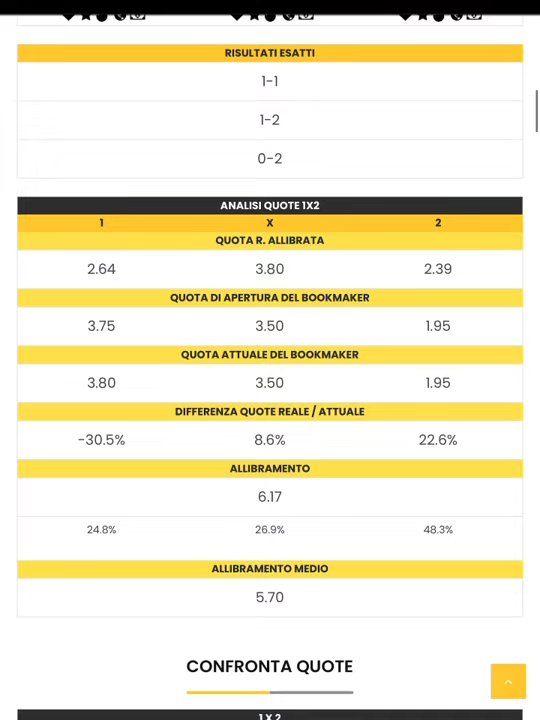 RISULTATI ESATTI
1-1
1-2
0-2
ANALISI QUOTE 1X2
1 X 2
QUOTA R. ALLIBRATA
2.64 3.80 2.39
QUOTA DI APERTURA DEL BOOKMAKER
3.75 3.50 1.95
QUOTA ATTUALE DEL BOOKMAKER
3.80 3.50 1.95
DIFFERENZA QUOTE REALE / ATTUALE
-30.5% 8.6% 22.6%
ALLIBRAMENTO
6.17
24.8% 26.9% 48.3%
ALLIBRAMENTO MEDIO
5.70
CONFRONTA QUOTE
1 X 2